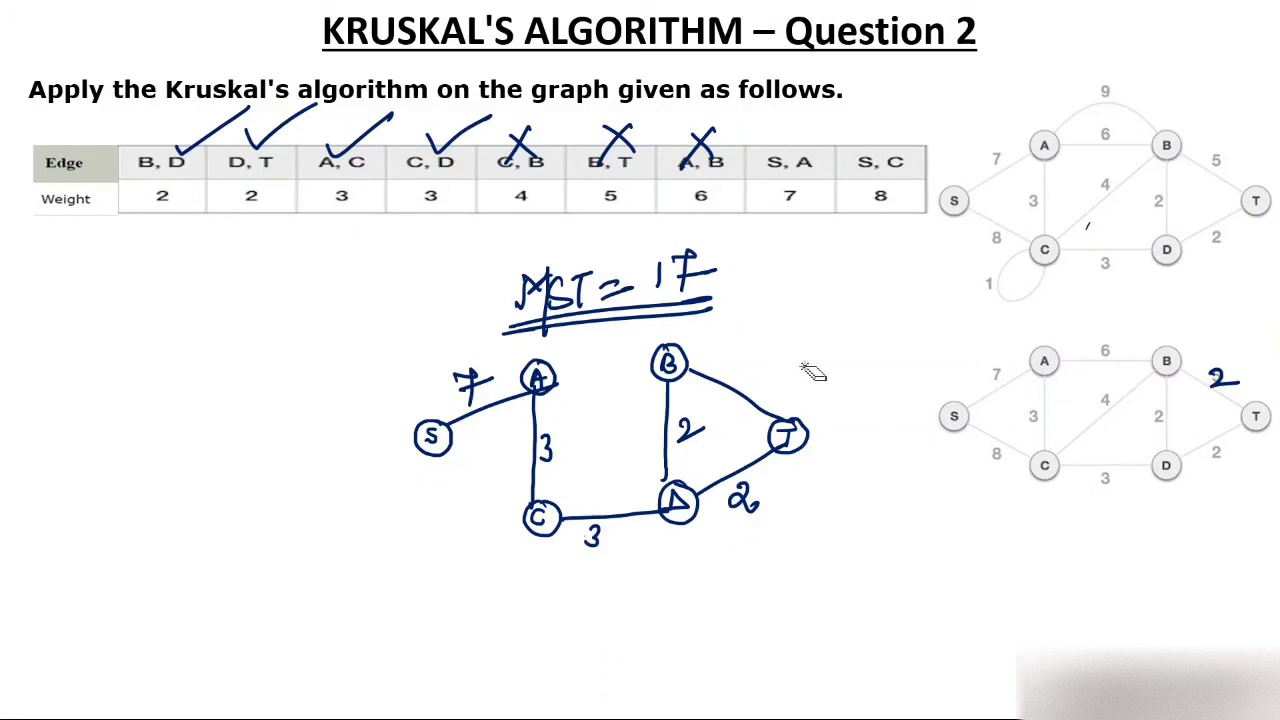 KRUSKAL'S ALGORITHM – Question 2
Apply the Kruskal's algorithm on the graph given as follows.
Edge B, D D, T A, C C, D C, B B, T A, B S, A S, C
Weight 2 2 3 3 4 5 6 7 8
9
A 6 B
7 5
S 3 4 2 T
8 2
C 3 D
1
MST = 17
A B
7
S 3 2 T
C 3 D 2
A 6 B
7 2
S 3 4 2 T
8 2
C 3 D